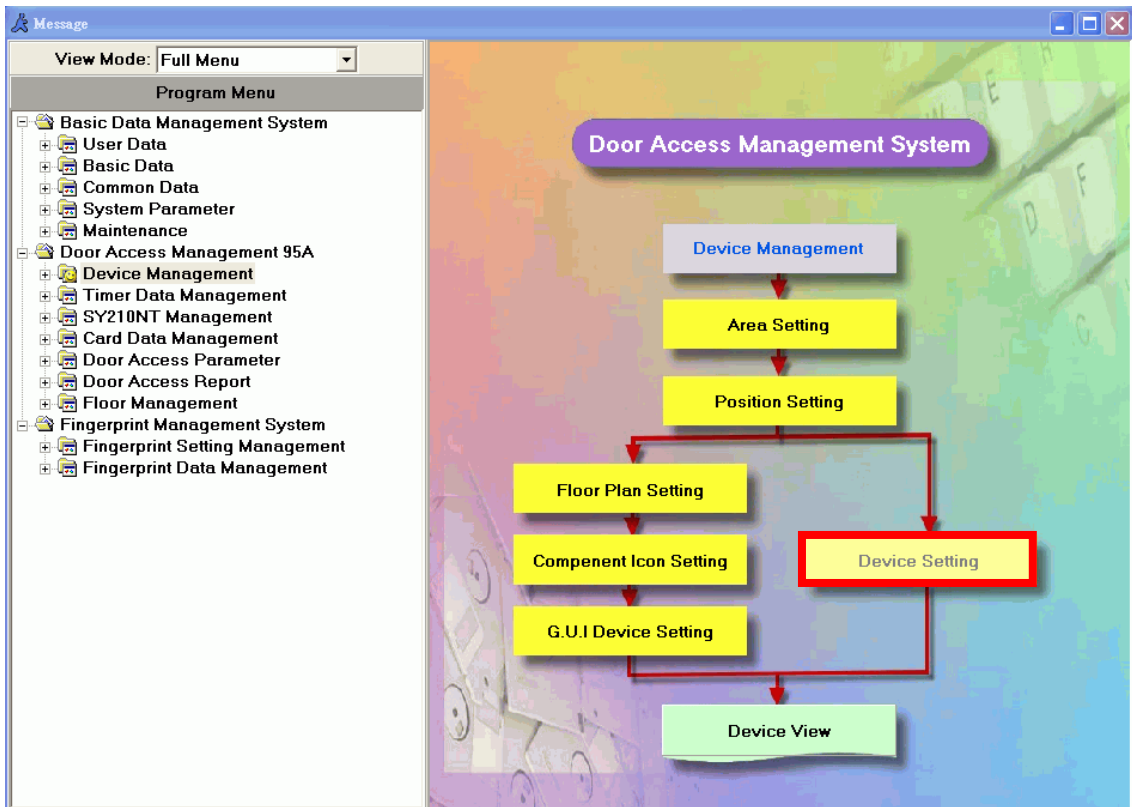 Message
View Mode: Full Menu
Program Menu
Basic Data Management System
User Data
Basic Data
Common Data
System Parameter
Maintenance
Door Access Management 95A
Device Management
Timer Data Management
SY210NT Management
Card Data Management
Door Access Parameter
Door Access Report
Floor Management
Fingerprint Management System
Fingerprint Setting Management
Fingerprint Data Management
Door Access Management System
Device Management
Area Setting
Position Setting
Floor Plan Setting
Compenent Icon Setting
Device Setting
G.U.I Device Setting
Device View